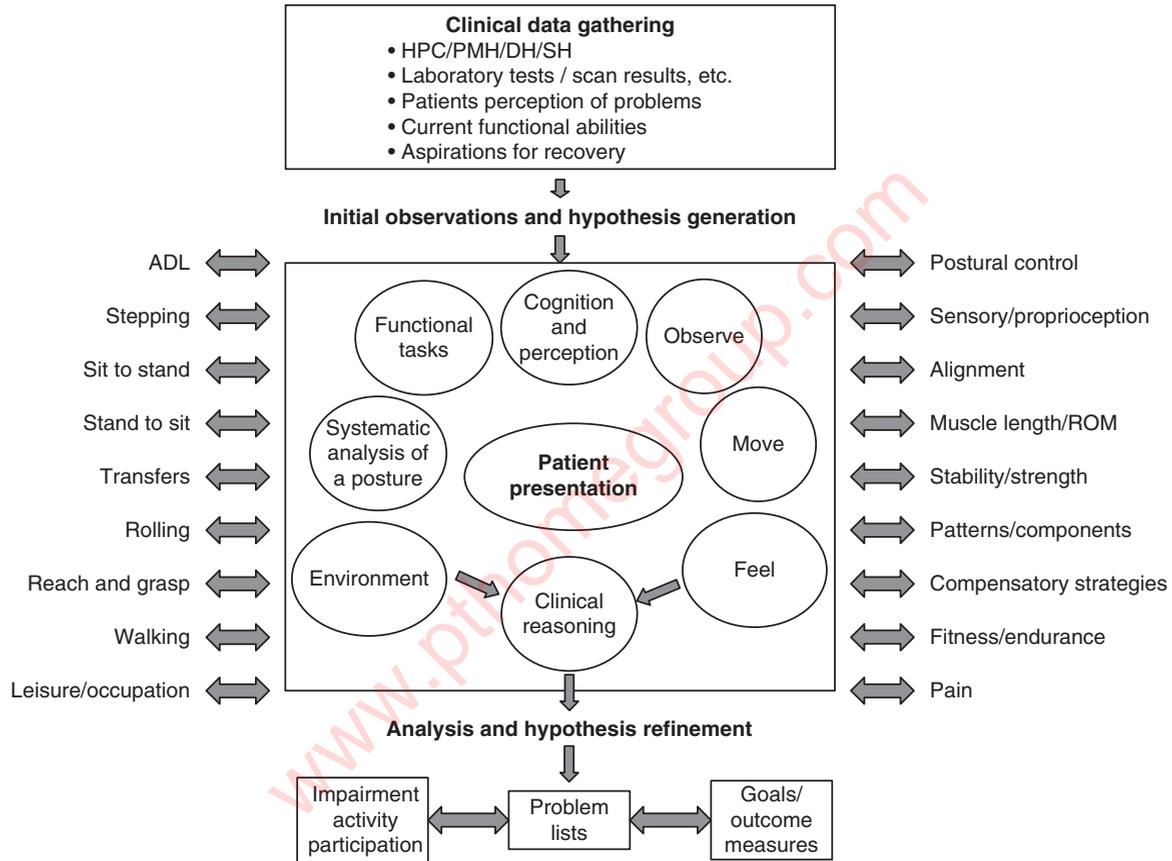 Clinical data gathering
• HPC/PMH/DH/SH
• Laboratory tests / scan results, etc.
• Patients perception of problems
• Current functional abilities
• Aspirations for recovery
Initial observations and hypothesis generation
ADL
Stepping
Sit to stand
Stand to sit
Transfers
Rolling
Reach and grasp
Walking
Leisure/occupation
Functional
tasks
Cognition
and
perception
Observe
Systematic
analysis of
a posture
Patient
presentation
Move
Environment
Clinical
reasoning
Feel
Postural control
Sensory/proprioception
Alignment
Muscle length/ROM
Stability/strength
Patterns/components
Compensatory strategies
Fitness/endurance
Pain
Analysis and hypothesis refinement
Impairment
activity
participation
Problem
lists
Goals/
outcome
measures
www.pthomegroup.com